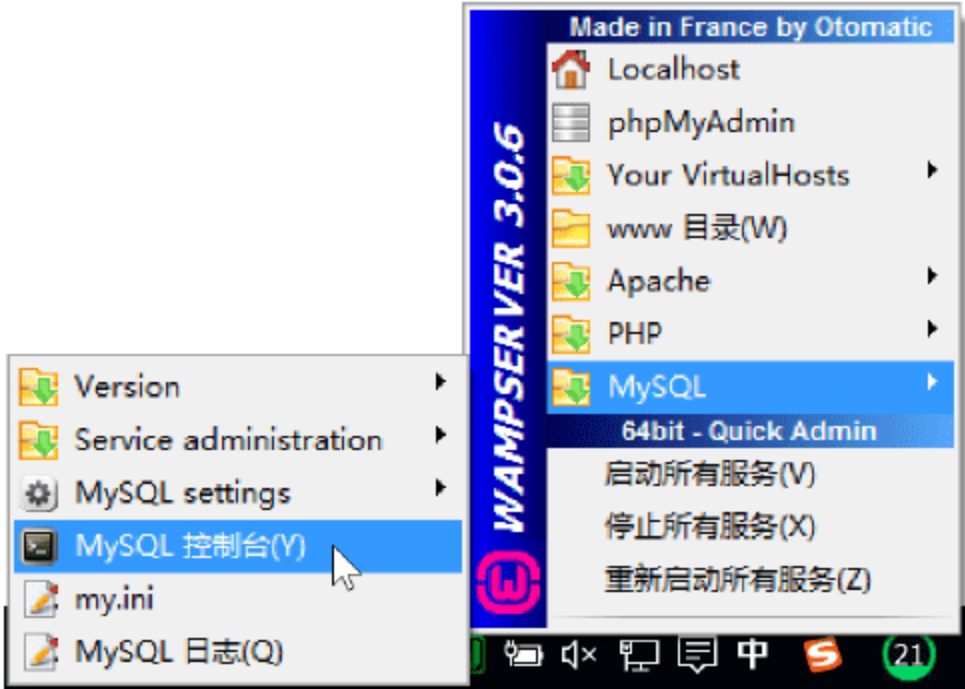 Made in France by Otomatic
Localhost
phpMyAdmin
Your VirtualHosts
www 目录(W)
Apache
PHP
MySQL
64bit - Quick Admin
启动所有服务(V)
停止所有服务(X)
重新启动所有服务(Z)
WAMPSERVER 3.0.6
Version
Service administration
MySQL settings
MySQL 控制台(Y)
my.ini
MySQL 日志(Q)
中
21